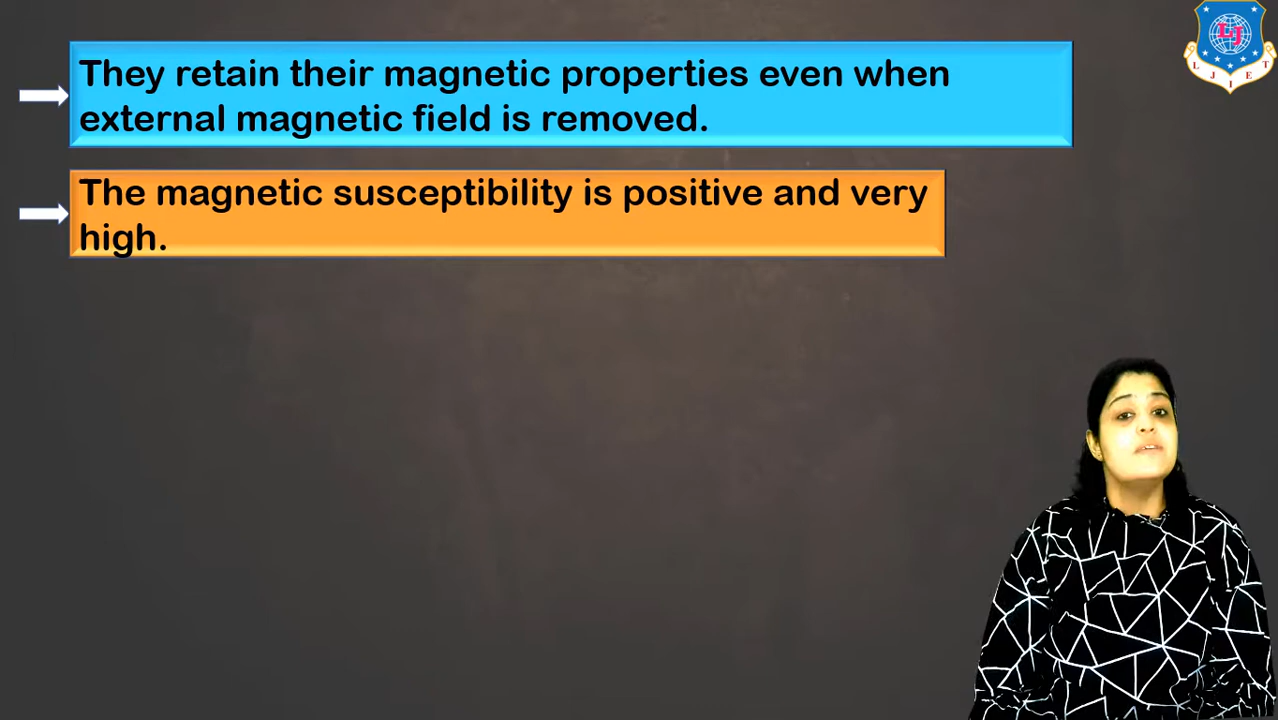 They retain their magnetic properties even when
external magnetic field is removed.
The magnetic susceptibility is positive and very
high.
LJ
L J I E T